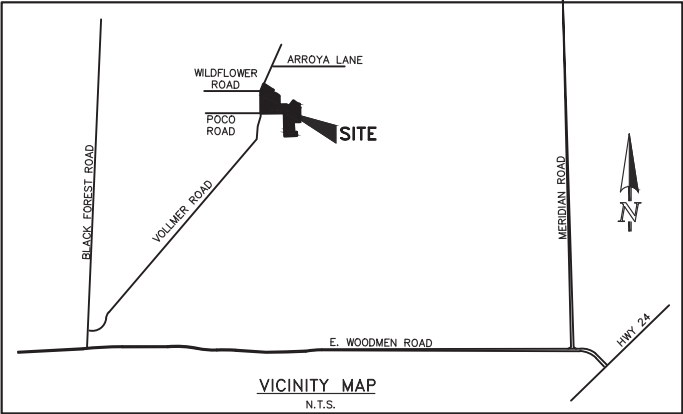 ARROYA LANE
WILDFLOWER
ROAD
POCO
ROAD
SITE
BLACK FOREST ROAD
VOLLMER ROAD
MERIDIAN ROAD
N
HWY 24
E. WOODMEN ROAD
VICINITY MAP
N.T.S.